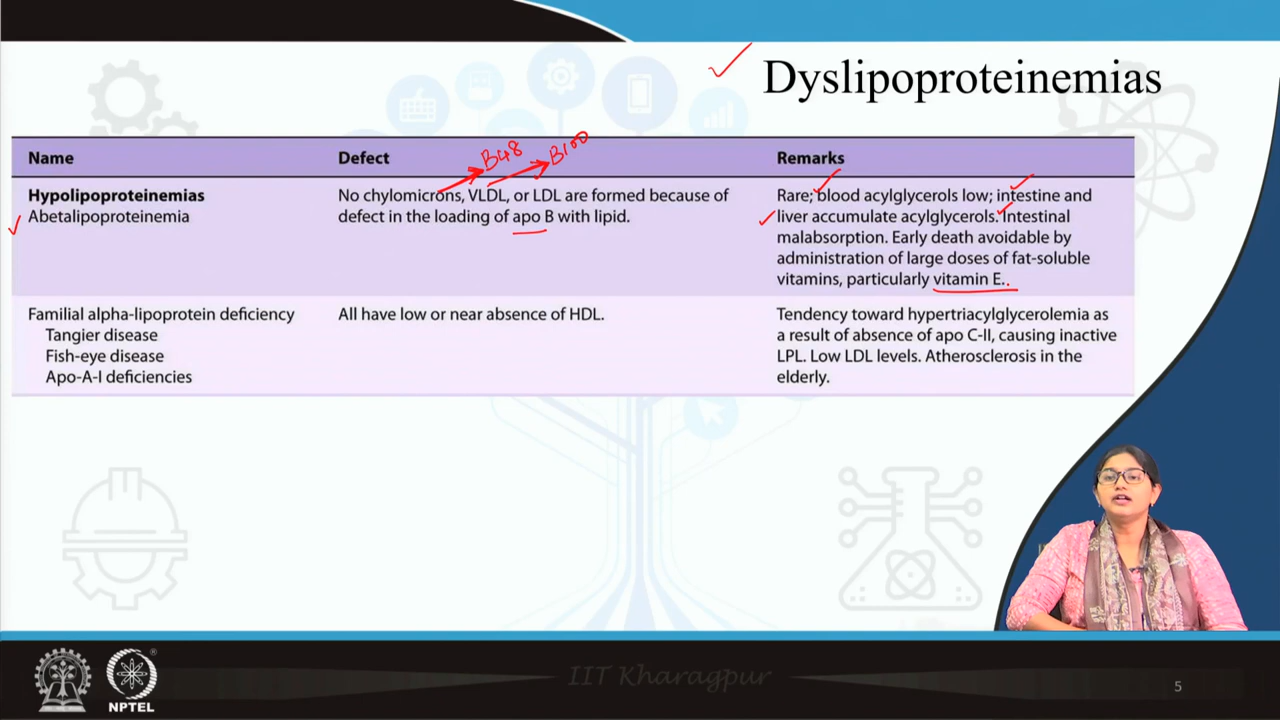 Dyslipoproteinemias
B48
B100
Name
Defect
Remarks
Hypolipoproteinemias
Abetalipoproteinemia
No chylomicrons, VLDL, or LDL are formed because of
defect in the loading of apo B with lipid.
Rare; blood acylglycerols low; intestine and
liver accumulate acylglycerols. Intestinal
malabsorption. Early death avoidable by
administration of large doses of fat-soluble
vitamins, particularly vitamin E.
Familial alpha-lipoprotein deficiency
Tangier disease
Fish-eye disease
Apo-A-I deficiencies
All have low or near absence of HDL.
Tendency toward hypertriacylglycerolemia as
a result of absence of apo C-II, causing inactive
LPL. Low LDL levels. Atherosclerosis in the
elderly.
NPTEL
IIT Kharagpur
5